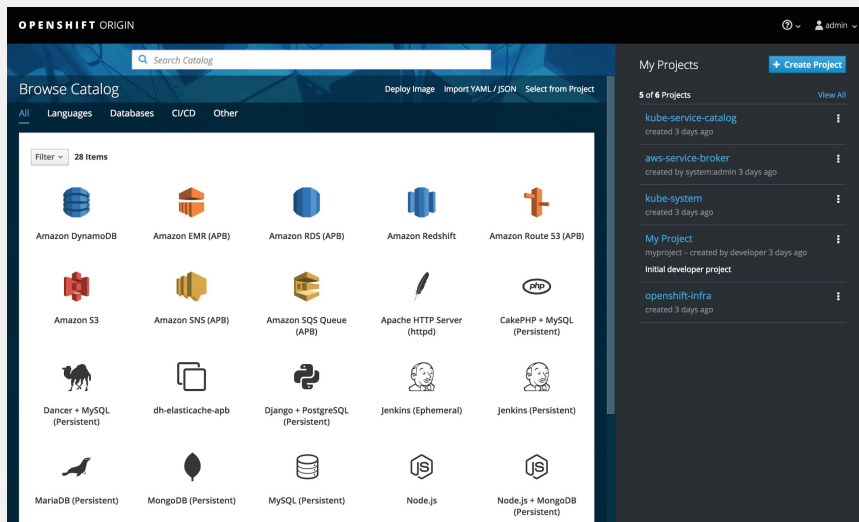 OPENSHIFT ORIGIN
admin
Search Catalog
Browse Catalog
Deploy Image Import YAML / JSON Select from Project
All Languages Databases CI/CD Other
Filter 28 Items
Amazon DynamoDB
Amazon EMR (APB)
Amazon RDS (APB)
Amazon Redshift
Amazon Route 53 (APB)
Amazon S3
Amazon SNS (APB)
Amazon SQS Queue
(APB)
Apache HTTP Server
(httpd)
php
CakePHP + MySQL
(Persistent)
Dancer + MySQL
(Persistent)
dh-elasticache-apb
Django + PostgreSQL
(Persistent)
Jenkins (Ephemeral)
Jenkins (Persistent)
MariaDB (Persistent)
MongoDB (Persistent)
MySQL (Persistent)
JS
Node.js
JS
Node.js + MongoDB
(Persistent)
My Projects
+ Create Project
5 of 6 Projects
View All
kube-service-catalog
created 3 days ago
aws-service-broker
created by system:admin 3 days ago
kube-system
created 3 days ago
My Project
myproject – created by developer 3 days ago
Initial developer project
openshift-infra
created 3 days ago